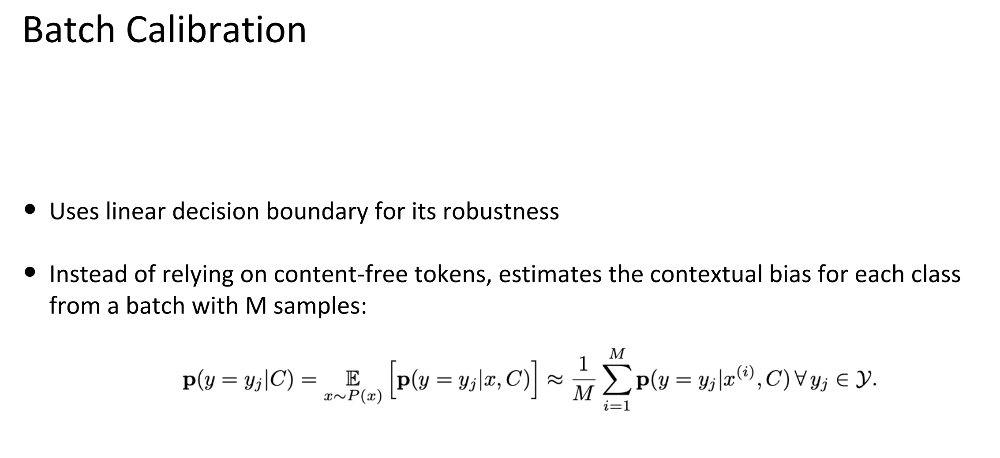 Batch Calibration
• Uses linear decision boundary for its robustness
• Instead of relying on content-free tokens, estimates the contextual bias for each class
from a batch with M samples:
$$\mathbf{p}(y = y_j|C) = \underset{x \sim P(x)}{\mathbb{E}} \left[\mathbf{p}(y = y_j|x, C)\right] \approx \frac{1}{M} \sum_{i=1}^{M} \mathbf{p}(y = y_j|x^{(i)}, C) \forall y_j \in \mathcal{Y}.$$